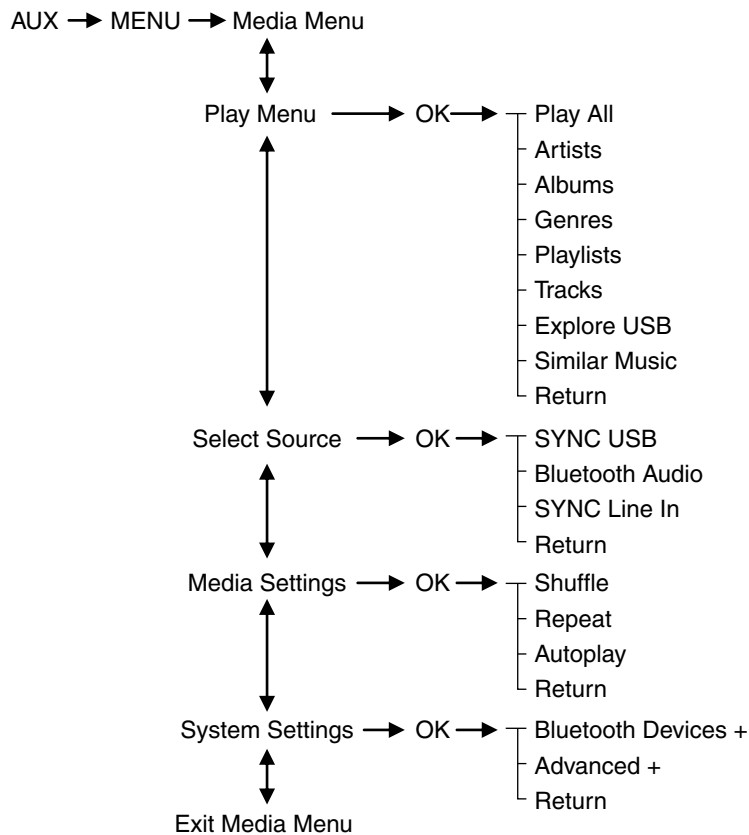 AUX MENU Media Menu
Play Menu OK Play All
Artists
Albums
Genres
Playlists
Tracks
Explore USB
Similar Music
Return
Select Source OK SYNC USB
Bluetooth Audio
SYNC Line In
Return
Media Settings OK Shuffle
Repeat
Autoplay
Return
System Settings OK Bluetooth Devices +
Advanced +
Return
Exit Media Menu